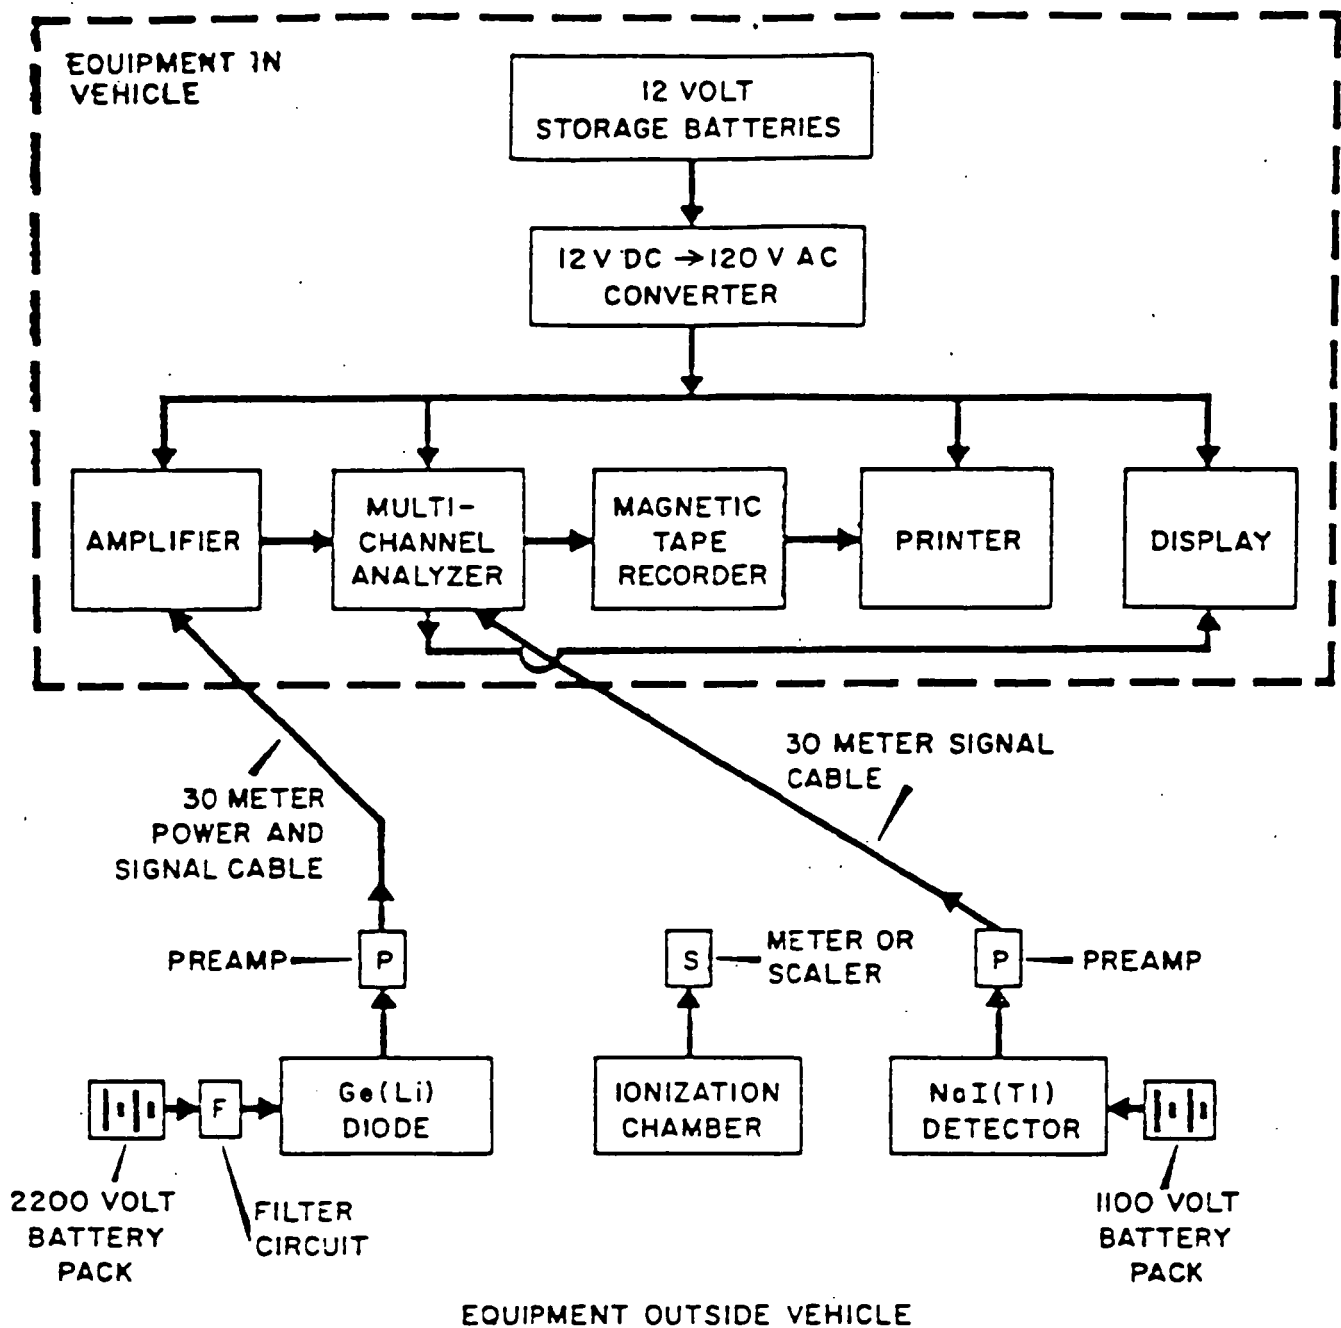 EQUIPMENT IN
VEHICLE
12 VOLT
STORAGE BATTERIES
12 V DC → 120 V AC
CONVERTER
AMPLIFIER
MULTI-
CHANNEL
ANALYZER
MAGNETIC
TAPE
RECORDER
PRINTER
DISPLAY
30 METER SIGNAL
CABLE
30 METER
POWER AND
SIGNAL CABLE
PREAMP
P
S
METER OR
SCALER
P
PREAMP
F
Ge(Li)
DIODE
IONIZATION
CHAMBER
NaI(Tl)
DETECTOR
2200 VOLT
BATTERY
PACK
FILTER
CIRCUIT
1100 VOLT
BATTERY
PACK
EQUIPMENT OUTSIDE VEHICLE